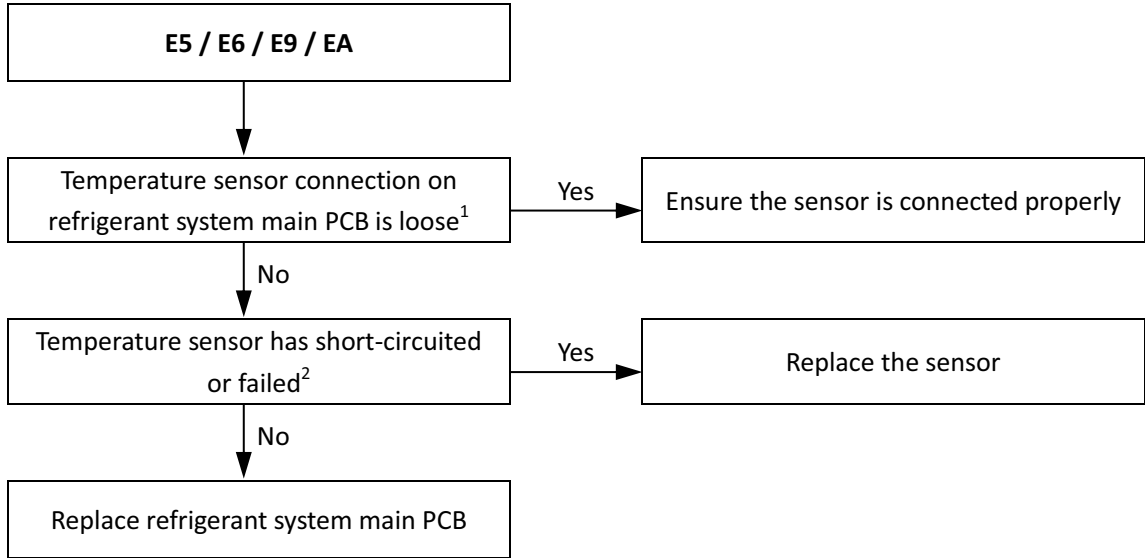 E5 / E6 / E9 / EA
Temperature sensor connection on
refrigerant system main PCB is loose¹
Yes
Ensure the sensor is connected properly
No
Temperature sensor has short-circuited
or failed²
Yes
Replace the sensor
No
Replace refrigerant system main PCB